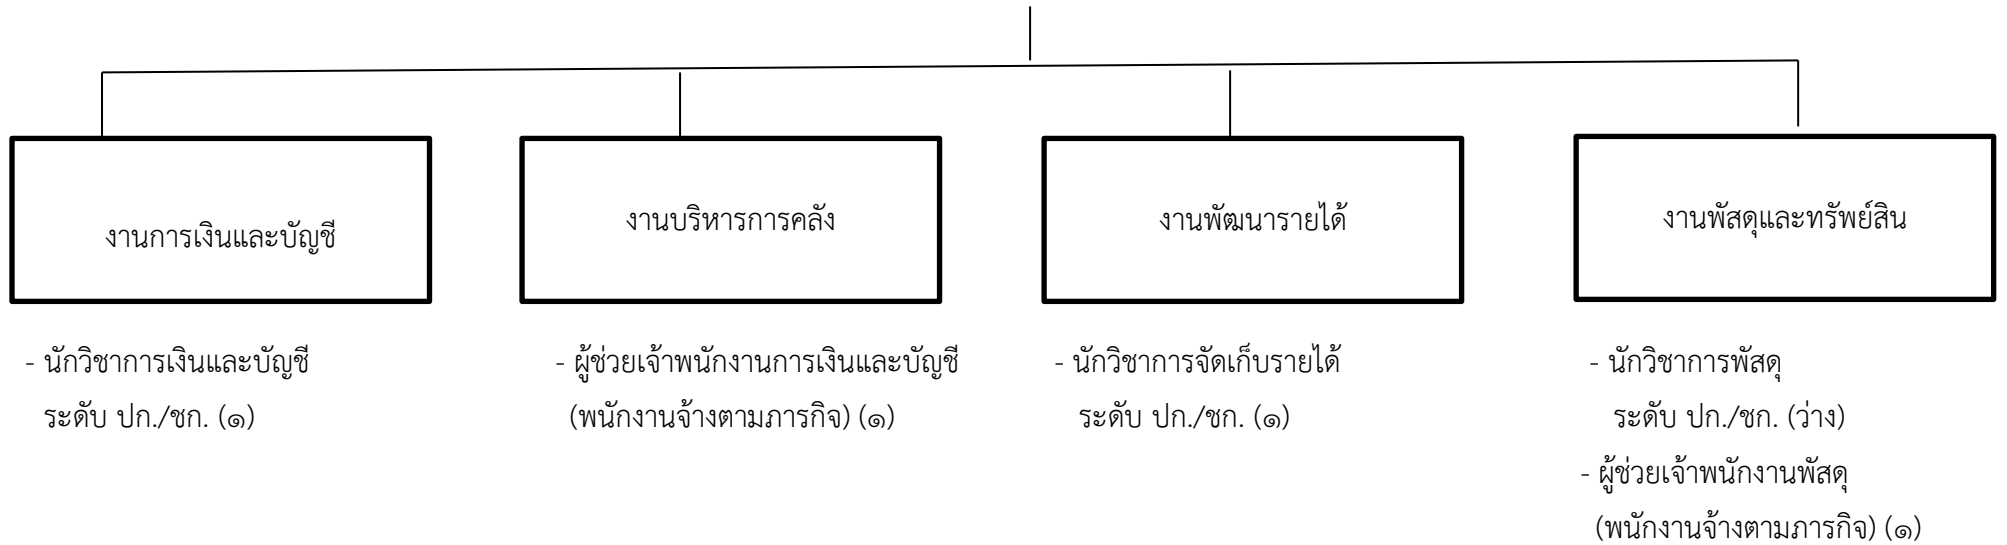 งานการเงินและบัญชี
งานบริหารการคลัง
งานพัฒนารายได้
งานพัสดุและทรัพย์สิน
- นักวิชาการเงินและบัญชี
ระดับ ปก./ชก. (๑)
- ผู้ช่วยเจ้าพนักงานการเงินและบัญชี
(พนักงานจ้างตามภารกิจ) (๑)
- นักวิชาการจัดเก็บรายได้
ระดับ ปก./ชก. (๑)
- นักวิชาการพัสดุ
ระดับ ปก./ชก. (ว่าง)
- ผู้ช่วยเจ้าพนักงานพัสดุ
(พนักงานจ้างตามภารกิจ) (๑)